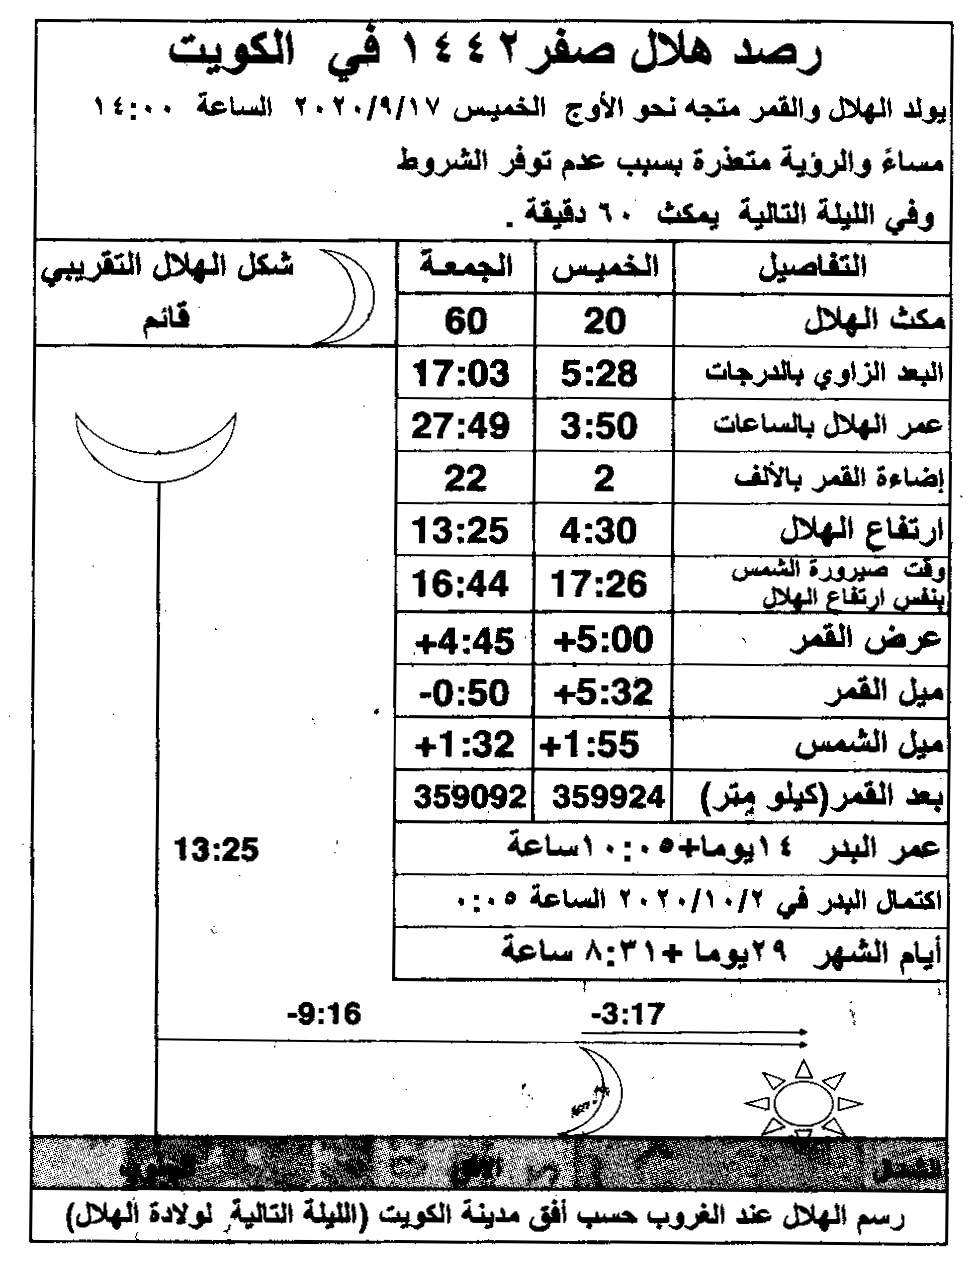 رصد هلال صفر ١٤٤٢ في الكويت
يولد الهلال والقمر متجه نحو الأوج الخميس ٢٠٢٠/٩/١٧ الساعة ١٤:٠٠
مساءً والرؤية متعذرة بسبب عدم توفر الشروط
وفي الليلة التالية يمكث ٦٠ دقيقة .
التفاصيل الخميس الجمعة شكل الهلال التقريبي
قائم
مكث الهلال 20 60
البعد الزاوي بالدرجات 5:28 17:03
عمر الهلال بالساعات 3:50 27:49
إضاءة القمر بالألف 2 22
ارتفاع الهلال 4:30 13:25
وقت صيرورة الشمس
بنفس ارتفاع الهلال 17:26 16:44
عرض القمر +5:00 +4:45
ميل القمر +5:32 -0:50
ميل الشمس +1:55 +1:32
بعد القمر(كيلو متر) 359924 359092
عمر البدر ١٤يوما+١٠:٠٥ساعة
اكتمال البدر في ٢٠٢٠/١٠/٢ الساعة ٠:٠٥
أيام الشهر ٢٩يوما +٨:٣١ ساعة
13:25
-9:16 -3:17
الشمال الأفق الجنوب
رسم الهلال عند الغروب حسب أفق مدينة الكويت (الليلة التالية لولادة الهلال)